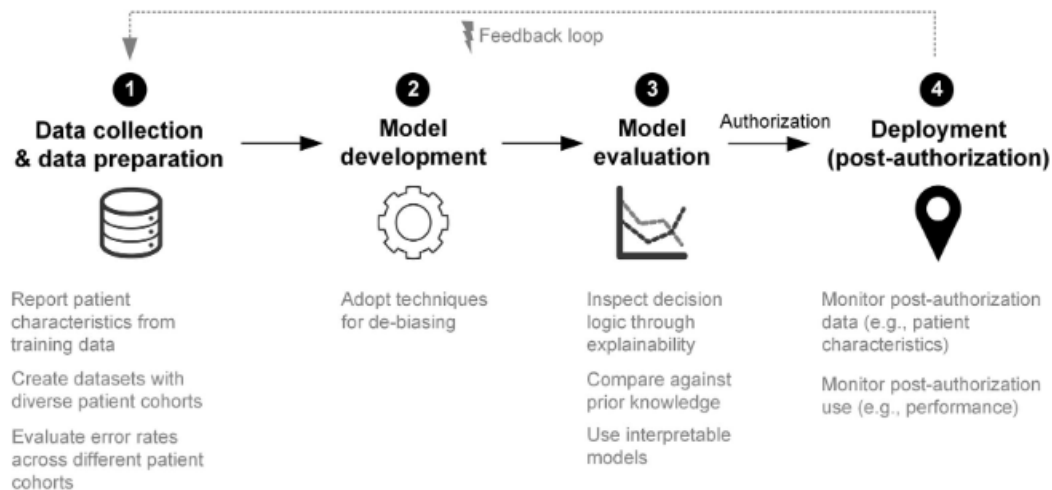 Feedback loop
1
Data collection
& data preparation
Report patient
characteristics from
training data
Create datasets with
diverse patient cohorts
Evaluate error rates
across different patient
cohorts
2
Model
development
Adopt techniques
for de-biasing
3
Model
evaluation
Inspect decision
logic through
explainability
Compare against
prior knowledge
Use interpretable
models
Authorization
4
Deployment
(post-authorization)
Monitor post-authorization
data (e.g., patient
characteristics)
Monitor post-authorization
use (e.g., performance)